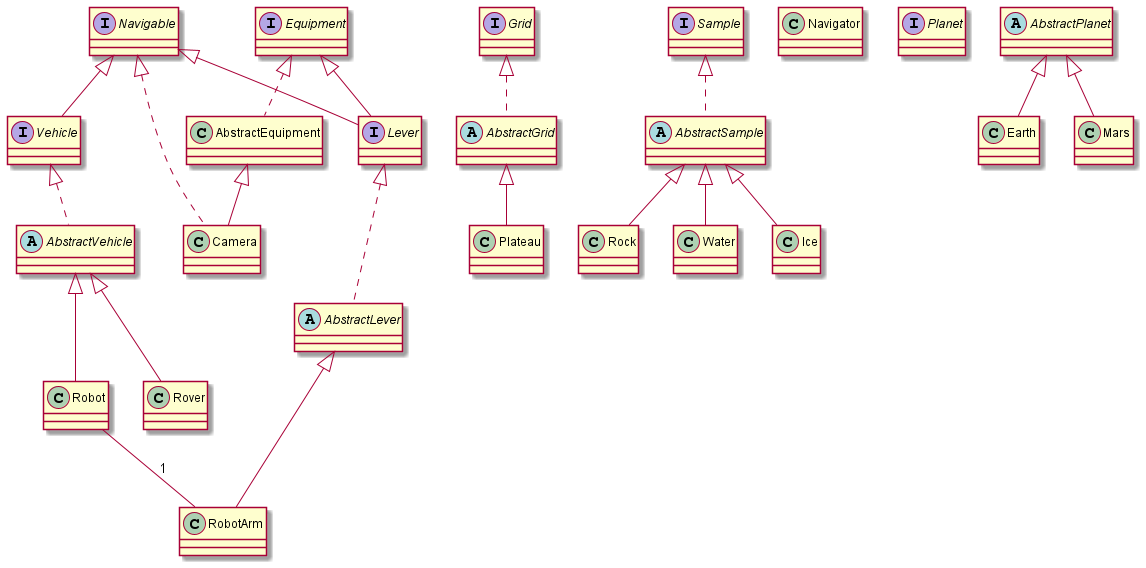 I Navigable
I Equipment
I Grid
I Sample
C Navigator
I Planet
A AbstractPlanet
I Vehicle
C AbstractEquipment
I Lever
A AbstractGrid
A AbstractSample
C Earth
C Mars
A AbstractVehicle
C Camera
C Plateau
C Rock
C Water
C Ice
A AbstractLever
C Robot
C Rover
1
C RobotArm